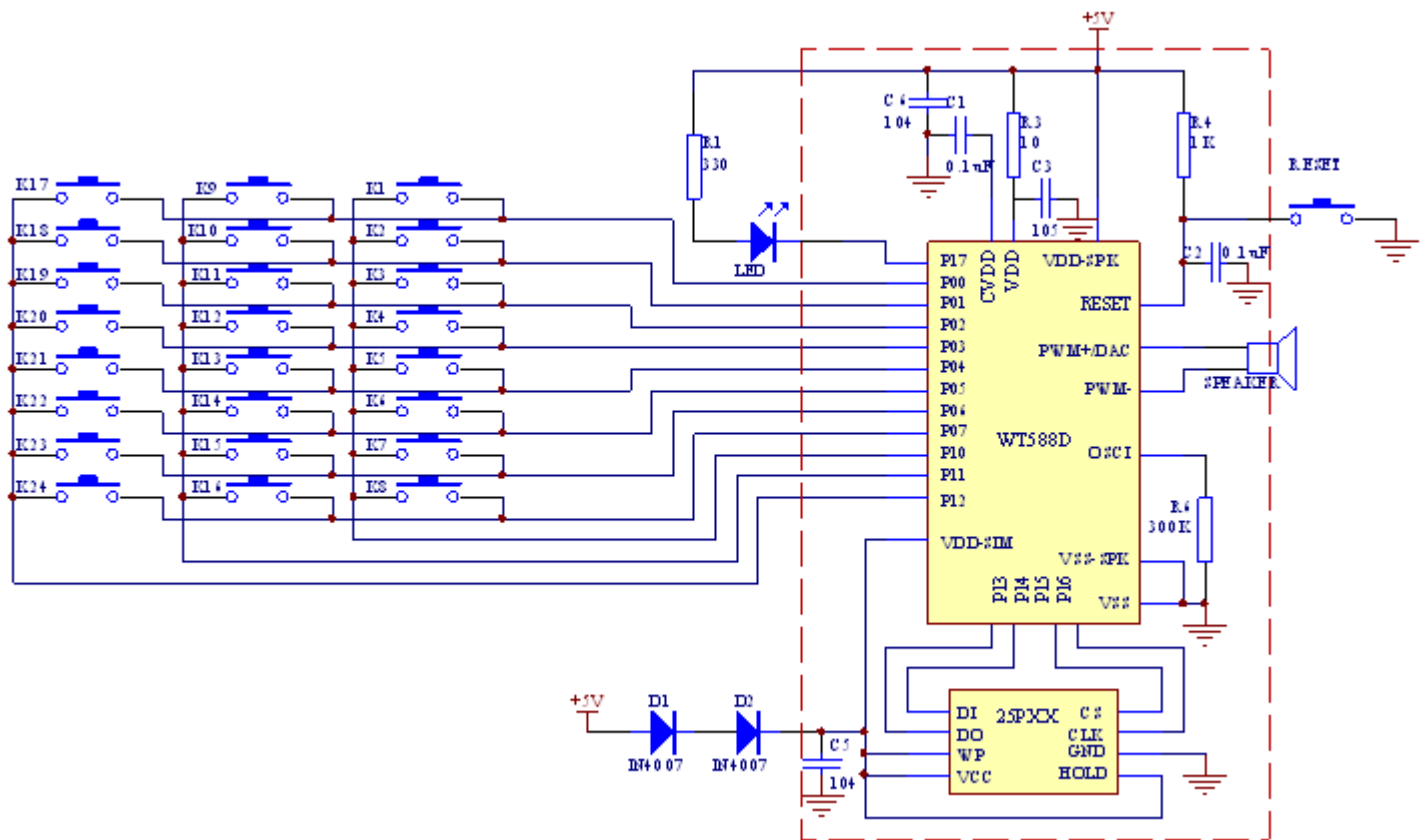 +5V
C6
104
C1
0.1uF
R3
10
C3
105
R4
1K
RESET
R1
330
LED
C2
0.1uF
K17
K9
K1
K18
K10
K2
K19
K11
K3
K20
K12
K4
K21
K13
K5
K22
K14
K6
K23
K15
K7
K24
K16
K8
P17
P00
P01
P02
P03
P04
P05
P06
P07
P10
P11
P12
VDD-SIM
CVDD
VDD
VDD-SPK
RESET
PWM+/DAC
PWM-
WT588D
OSCI
VSS-SPK
VSS
P13
P14
P15
P16
SPEAKER
R6
300K
+5V
D1
IN4007
D2
IN4007
C5
104
25PXX
DI
DO
WP
VCC
CS
CLK
GND
HOLD